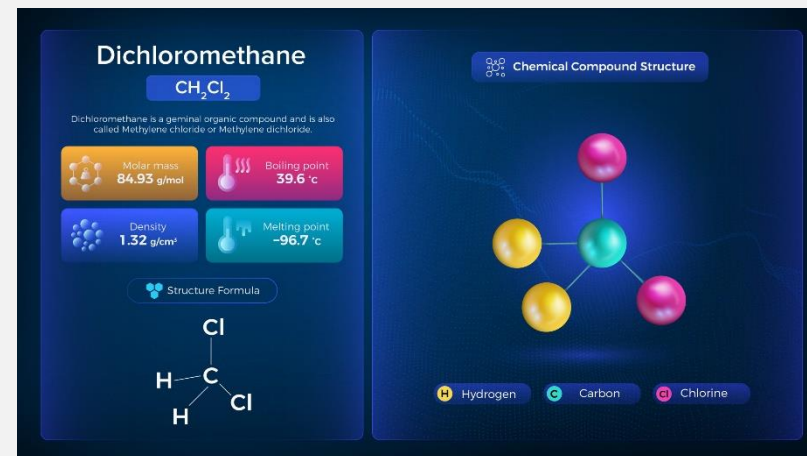 Dichloromethane
CH₂Cl₂
Dichloromethane is a geminal organic compound and is also
called Methylene chloride or Methylene dichloride.
Molar mass
84.93 g/mol
Boiling point
39.6 °c
Density
1.32 g/cm³
Melting point
−96.7 °c
Structure Formula
Cl
H C
H Cl
Chemical Compound Structure
H Hydrogen
C Carbon
Cl Chlorine